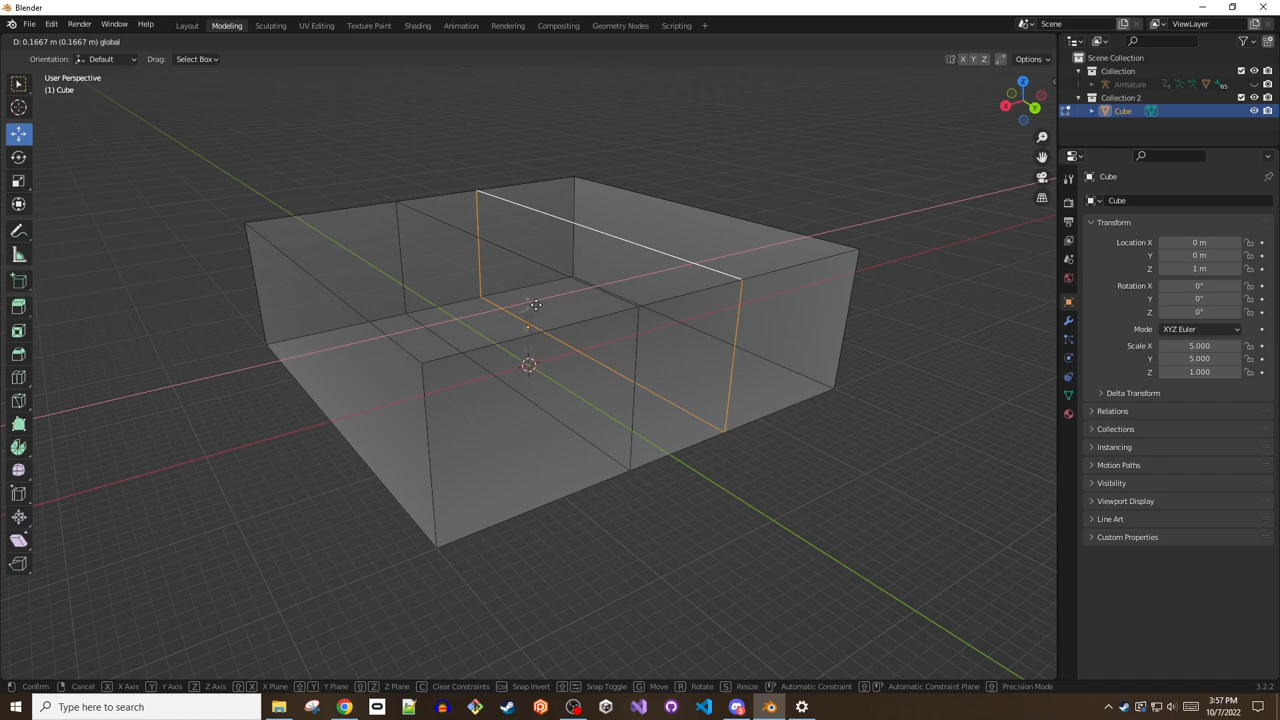 Blender
File Edit Render Window Help
Layout Modeling Sculpting UV Editing Texture Paint Shading Animation Rendering Compositing Geometry Nodes Scripting +
Scene
ViewLayer
D: 0.1667 m (0.1667 m) global
Orientation: Default Drag: Select Box
X Y Z Options
User Perspective
(1) Cube
Z
X
Y
Scene Collection
Collection
Armature 65
Collection 2
Cube
Cube
Cube
Transform
Location X 0 m
Y 0 m
Z 1 m
Rotation X 0°
Y 0°
Z 0°
Mode XYZ Euler
Scale X 5.000
Y 5.000
Z 1.000
Delta Transform
Relations
Collections
Instancing
Motion Paths
Visibility
Viewport Display
Line Art
Custom Properties
Confirm Cancel X X Axis Y Y Axis Z Z Axis X X Plane Y Y Plane Z Z Plane C Clear Constraints Ctrl Snap Invert Snap Toggle G Move R Rotate S Resize Automatic Constraint Automatic Constraint Plane Precision Mode
3.2.2
Type here to search
3:57 PM
10/7/2022